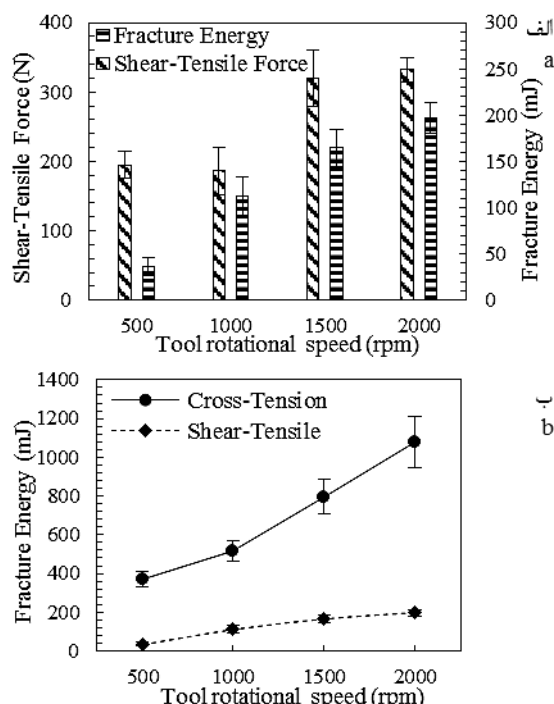 400
300
200
100
0
Shear-Tensile Force (N)
Fracture Energy
Shear-Tensile Force
300
250
200
150
100
50
0
Fracture Energy (mJ)
a
500 1000 1500 2000
Tool rotational speed (rpm)
1400
1200
1000
800
600
400
200
0
Fracture Energy (mJ)
Cross-Tension
Shear-Tensile
b
500 1000 1500 2000
Tool rotational speed (rpm)